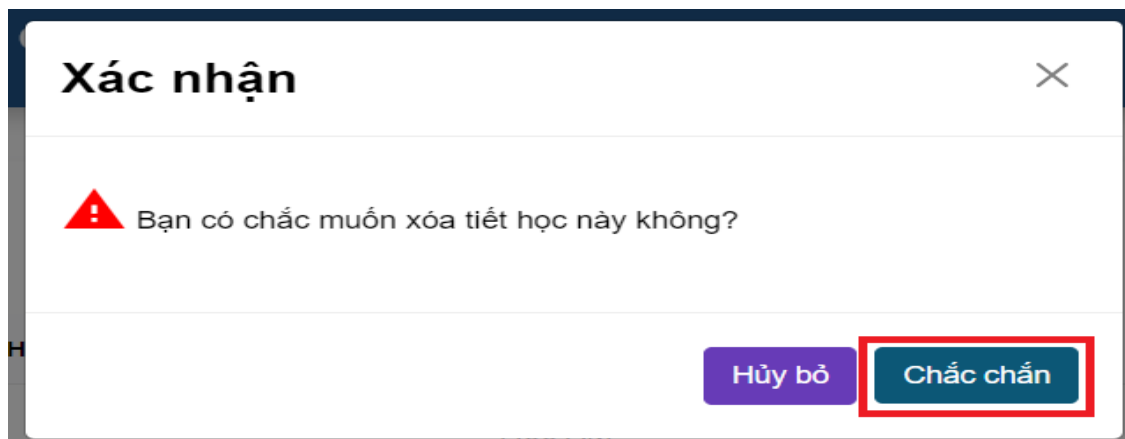 Xác nhận
Bạn có chắc muốn xóa tiết học này không?
H
Hủy bỏ
Chắc chắn